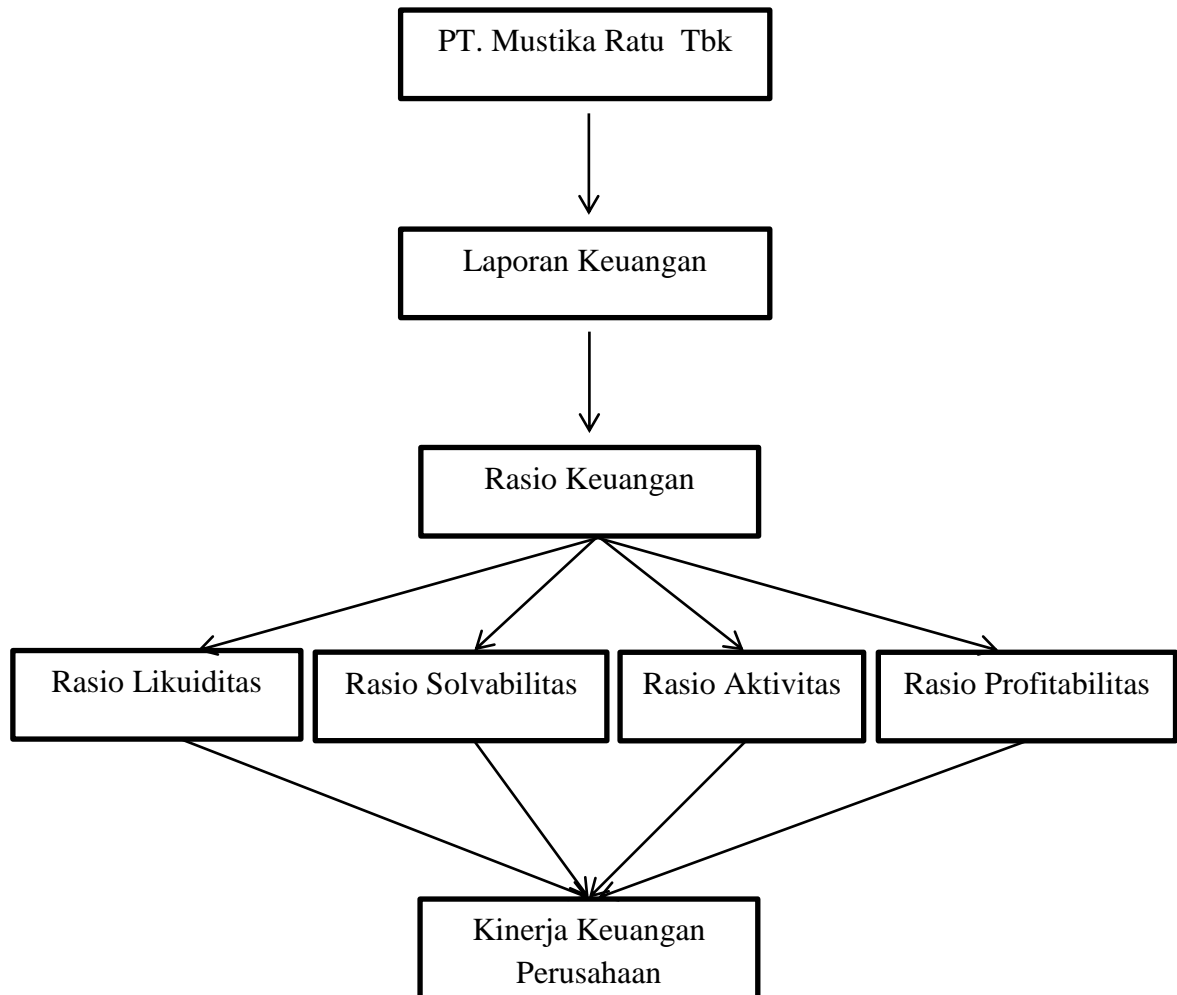 PT. Mustika Ratu Tbk
Laporan Keuangan
Rasio Keuangan
Rasio Likuiditas
Rasio Solvabilitas
Rasio Aktivitas
Rasio Profitabilitas
Kinerja Keuangan
Perusahaan